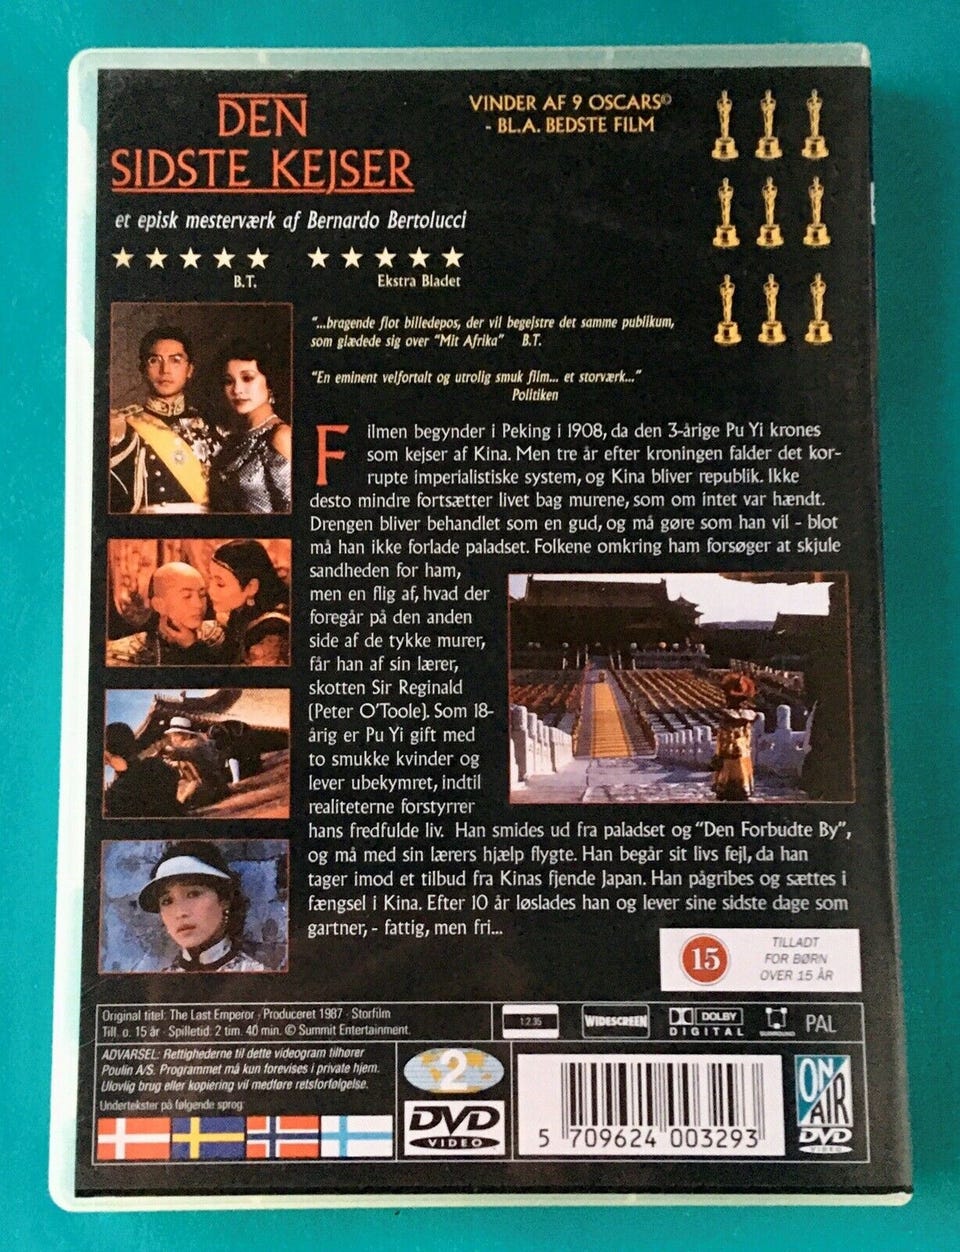 DEN
SIDSTE KEJSER
et episk mesterværk af Bernardo Bertolucci
B.T.
Ekstra Bladet
VINDER AF 9 OSCARS©
- BL.A. BEDSTE FILM
"...bragende flot billedepos, der vil begejstre det samme publikum,
som glædede sig over "Mit Afrika" B.T.
"En eminent velfortalt og utrolig smuk film... et storværk..."
Politiken
Filmen begynder i Peking i 1908, da den 3-årige Pu Yi krones
som kejser af Kina. Men tre år efter kroningen falder det kor-
rupte imperialistiske system, og Kina bliver republik. Ikke
desto mindre fortsætter livet bag murene, som om intet var hændt.
Drengen bliver behandlet som en gud, og må gøre som han vil - blot
må han ikke forlade paladset. Folkene omkring ham forsøger at skjule
sandheden for ham,
men en flig af, hvad der
foregår på den anden
side af de tykke murer,
får han af sin lærer,
skotten Sir Reginald
(Peter O'Toole). Som 18-
årig er Pu Yi gift med
to smukke kvinder og
lever ubekymret, indtil
realiteterne forstyrrer
hans fredfulde liv. Han smides ud fra paladset og "Den Forbudte By",
og må med sin lærers hjælp flygte. Han begår sit livs fejl, da han
tager imod et tilbud fra Kinas fjende Japan. Han pågribes og sættes i
fængsel i Kina. Efter 10 år løslades han og lever sine sidste dage som
gartner, - fattig, men fri...
15
TILLADT
FOR BØRN
OVER 15 ÅR
Original titel: The Last Emperor · Produceret 1987 · Storfilm
Till. o. 15 år · Spilletid: 2 tim. 40 min. © Summit Entertainment.
1:2.35
WIDESCREEN
DOLBY
DIGITAL
SURROUND
PAL
ADVARSEL: Rettighederne til dette videogram tilhører
Poulin A/S. Programmet må kun forevises i private hjem.
Ulovlig brug eller kopiering vil medføre retsforfølgelse.
Undertekster på følgende sprog:
2
DVD
VIDEO
5 709624 003293
ON
AIR
DVD
VIDEO